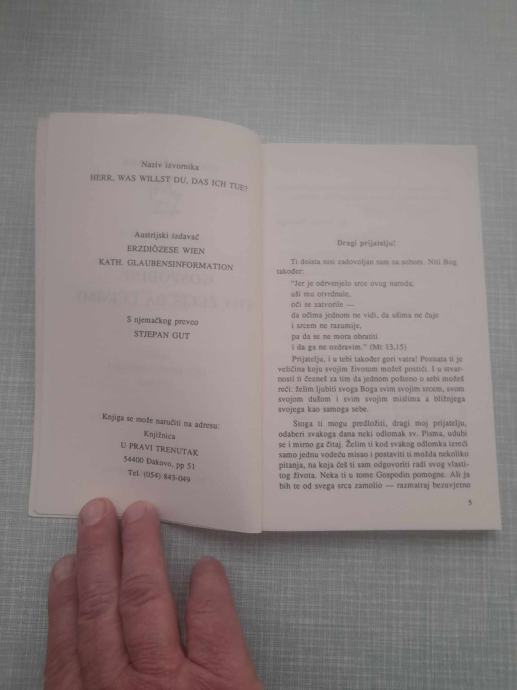 Naziv izvornika
HERR, WAS WILLST DU, DAS ICH TUE?
Austrijski izdavač
ERZDIÖZESE WIEN
KATH. GLAUBENSINFORMATION
S njemačkog preveo
STJEPAN GUT
Knjiga se može naručiti na adresu:
Knjižnica
U PRAVI TRENUTAK
54400 Đakovo, pp 51
Tel. (054) 843-049
Dragi prijatelju!
Ti doista nisi zadovoljan sam sa sobom. Niti Bog
također:
"Jer je odrvenjelo srce ovog naroda;
uši mu otvrdnule,
oči se zatvorile —
da očima jednom ne vidi, da ušima ne čuje
i srcem ne razumije,
pa da se ne mora obratiti
i da ga ne ozdravim." (Mt 13,15)
Prijatelju, i u tebi također gori vatra! Poznata ti je
veličina koju svojim životom možeš postići. I u stvar-
nosti ti čezneš za tim da jednom pošteno o sebi možeš
reći: želim ljubiti svoga Boga svim svojim srcem, svom
svojom dušom i svim svojim mislima a bližnjega
svojega kao samoga sebe.
Stoga ti mogu predložiti, dragi moj prijatelju,
odaberi svakoga dana neki odlomak sv. Pisma, udubi
se i mirno ga čitaj. Želim ti kod svakog odlomka izreći
samo jednu vodeću misao i postaviti ti možda nekoliko
pitanja, na koja ćeš ti sam odgovoriti radi svog vlasti-
tog života. Neka ti u tome Gospodin pomogne. Ali ja
bih te od svega srca zamolio — razmatraj bezuvjetno
5